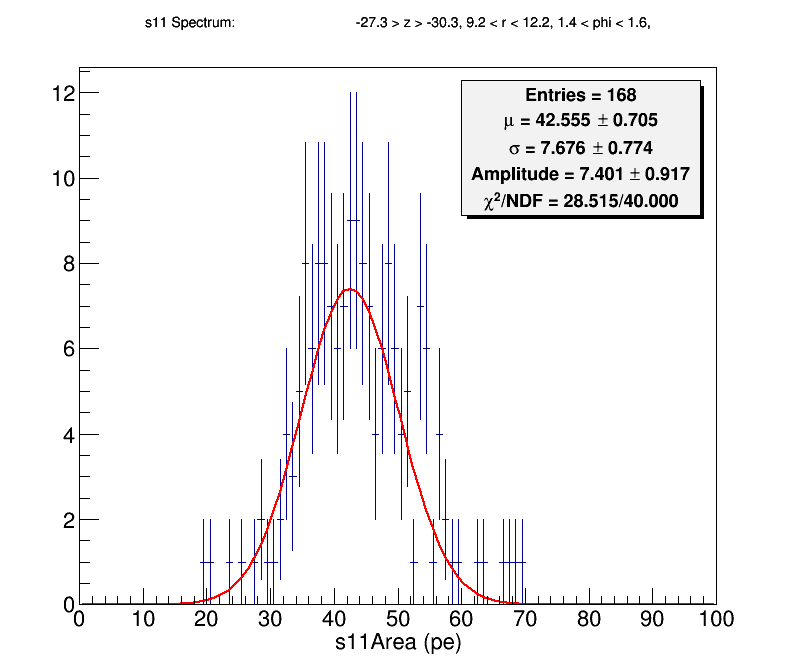 s11 Spectrum: -27.3 > z > -30.3, 9.2 < r < 12.2, 1.4 < phi < 1.6,
Entries = 168
μ = 42.555 ± 0.705
σ = 7.676 ± 0.774
Amplitude = 7.401 ± 0.917
χ²/NDF = 28.515/40.000
12
10
8
6
4
2
0
0 10 20 30 40 50 60 70 80 90 100
s11Area (pe)